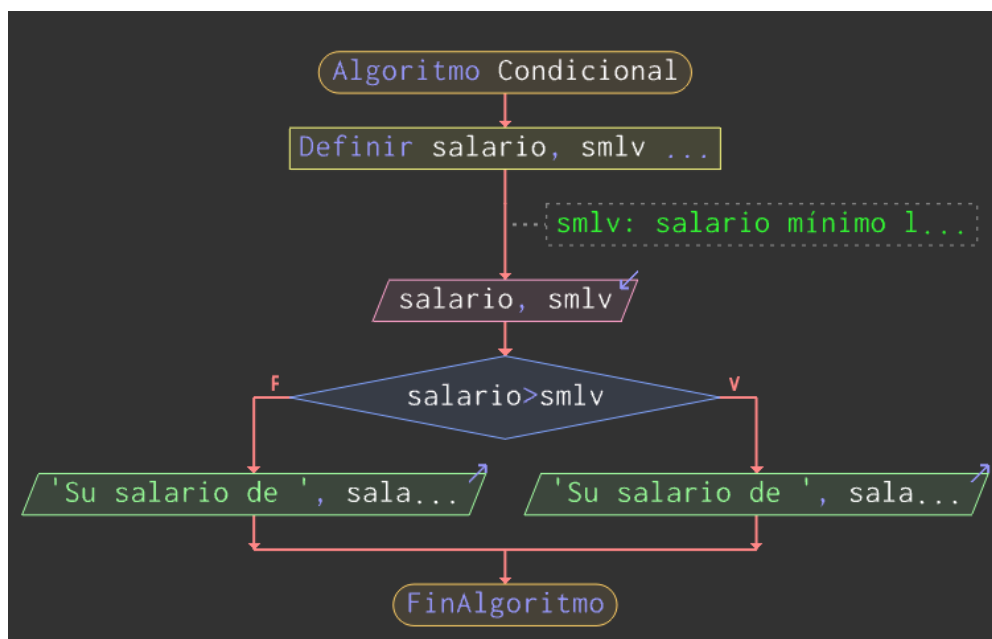 Algoritmo Condicional
Definir salario, smlv ...
smlv: salario mínimo l...
salario, smlv
F
salario>smlv
V
'Su salario de ', sala...
'Su salario de ', sala...
FinAlgoritmo